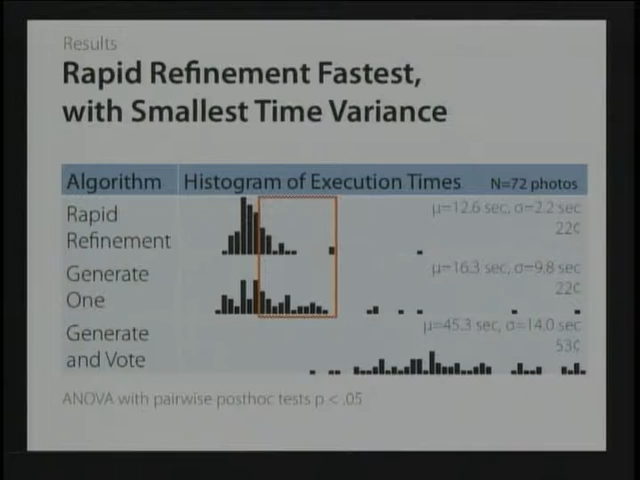 Results
Rapid Refinement Fastest,
with Smallest Time Variance
Algorithm Histogram of Execution Times N=72 photos
Rapid
Refinement
μ=12.6 sec, σ=2.2 sec
22¢
Generate
One
μ=16.3 sec, σ=9.8 sec
22¢
Generate
and Vote
μ=45.3 sec, σ=14.0 sec
53¢
ANOVA with pairwise posthoc tests p < .05